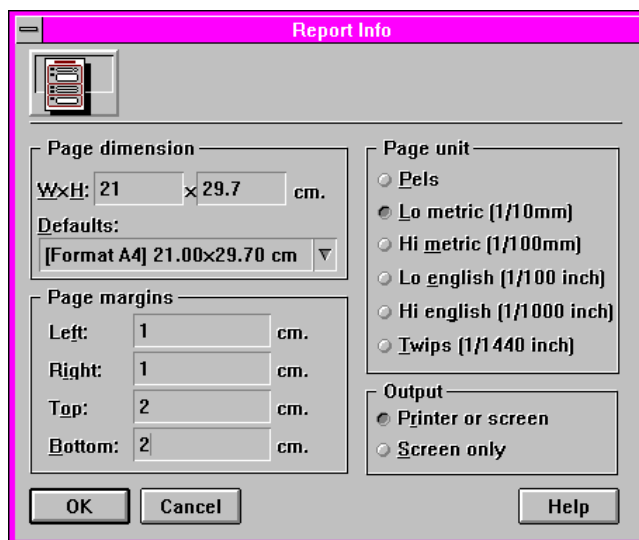 Report Info
Page dimension
WxH: 21 x 29.7 cm.
Defaults:
[Format A4] 21.00x29.70 cm
Page margins
Left: 1 cm.
Right: 1 cm.
Top: 2 cm.
Bottom: 2 cm.
Page unit
Pels
Lo metric (1/10mm)
Hi metric (1/100mm)
Lo english (1/100 inch)
Hi english (1/1000 inch)
Twips (1/1440 inch)
Output
Printer or screen
Screen only
OK Cancel Help